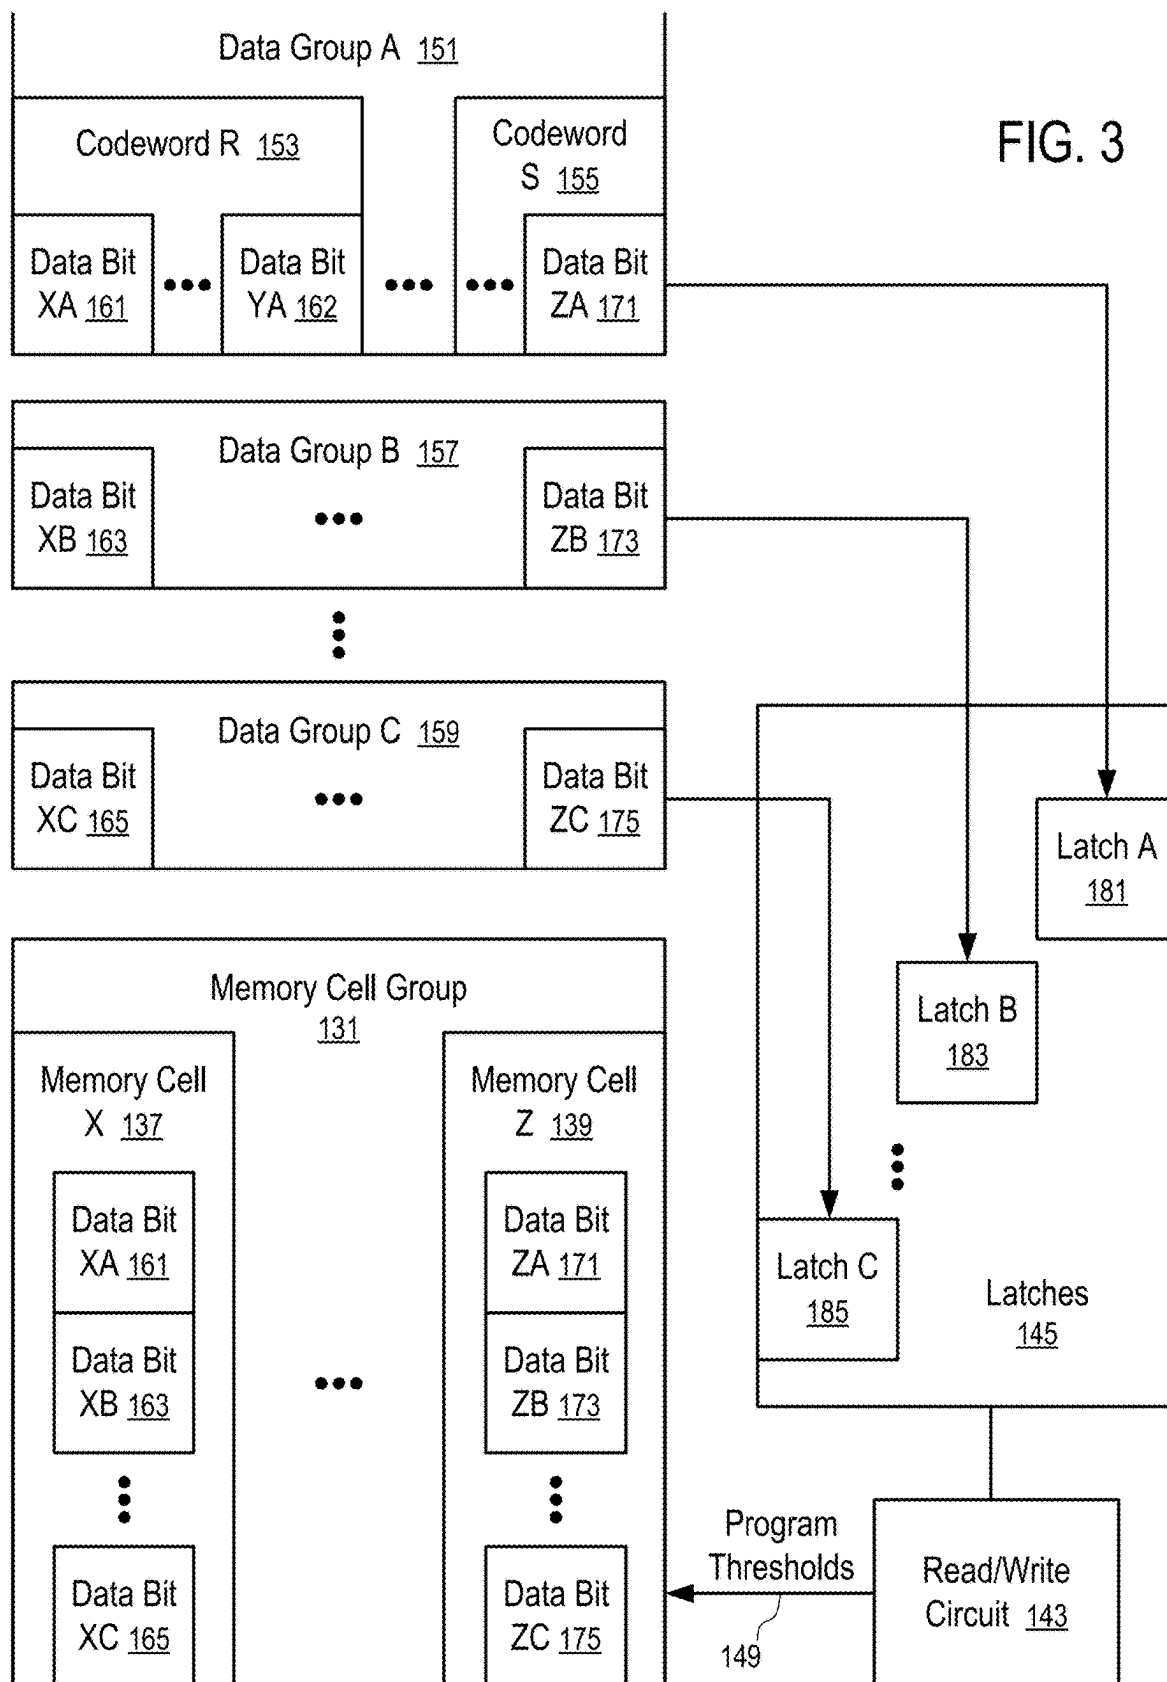 Data Group A 151
FIG. 3
Codeword R 153
Codeword
S 155
Data Bit
XA 161
Data Bit
YA 162
Data Bit
ZA 171
Data Group B 157
Data Bit
XB 163
Data Bit
ZB 173
Data Group C 159
Data Bit
XC 165
Data Bit
ZC 175
Latch A
181
Latch B
183
Latch C
185
Latches
145
Memory Cell Group
131
Memory Cell
X 137
Memory Cell
Z 139
Data Bit
XA 161
Data Bit
ZA 171
Data Bit
XB 163
Data Bit
ZB 173
Data Bit
XC 165
Data Bit
ZC 175
Program
Thresholds
149
Read/Write
Circuit 143